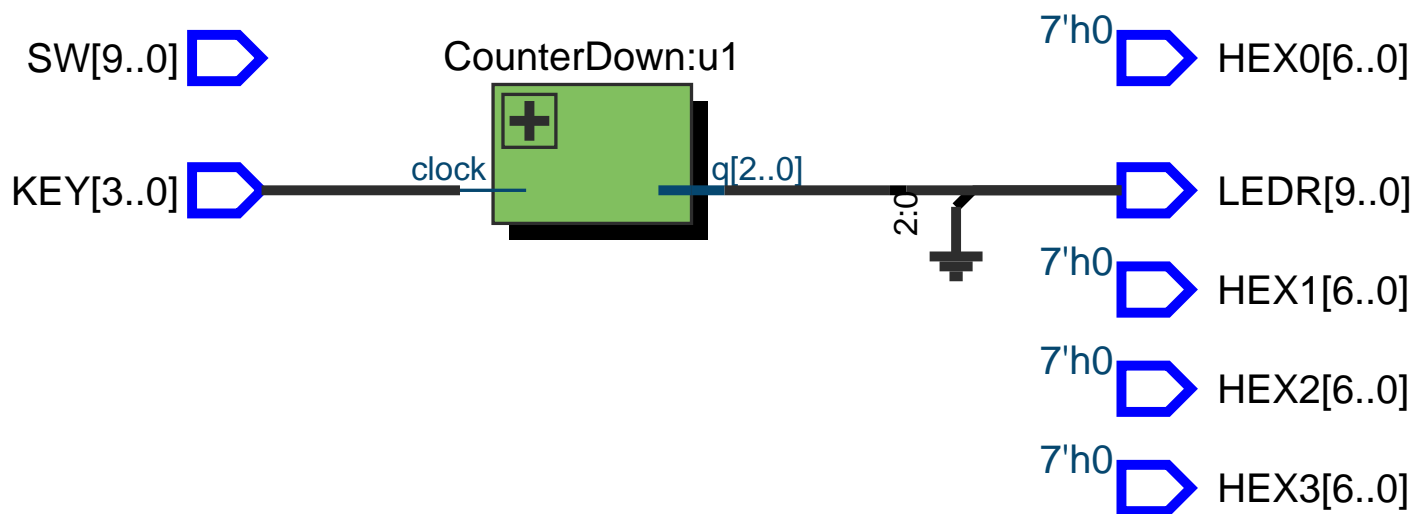 SW[9..0]
CounterDown:u1
7'h0
HEX0[6..0]
KEY[3..0]
clock
q[2..0]
2:0
LEDR[9..0]
7'h0
HEX1[6..0]
7'h0
HEX2[6..0]
7'h0
HEX3[6..0]